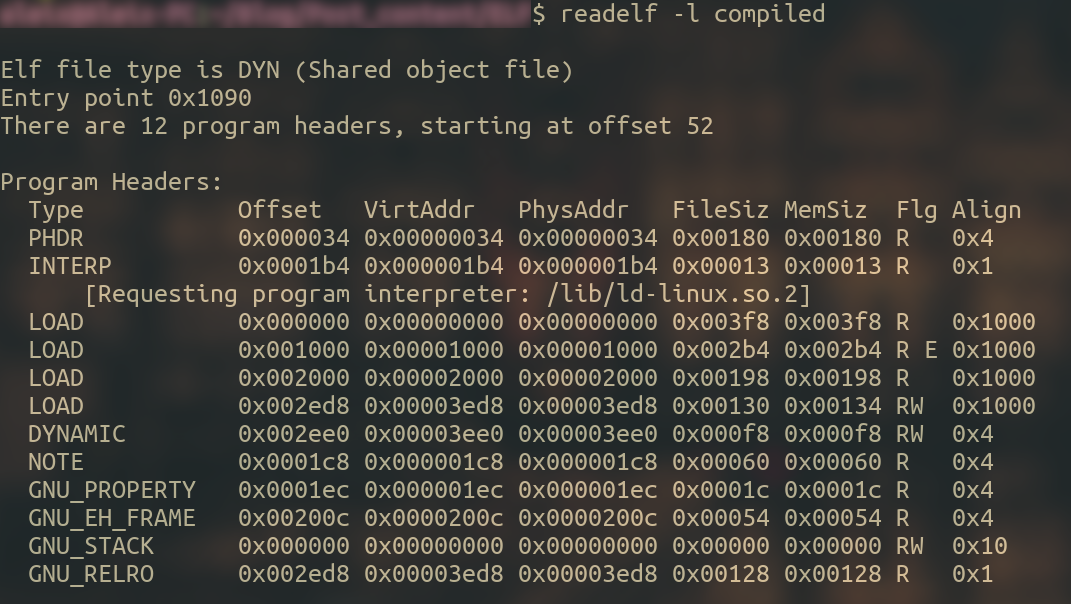 $ readelf -l compiled
Elf file type is DYN (Shared object file)
Entry point 0x1090
There are 12 program headers, starting at offset 52
Program Headers:
  Type           Offset   VirtAddr   PhysAddr   FileSiz MemSiz  Flg Align
  PHDR           0x000034 0x00000034 0x00000034 0x00180 0x00180 R   0x4
  INTERP         0x0001b4 0x000001b4 0x000001b4 0x00013 0x00013 R   0x1
      [Requesting program interpreter: /lib/ld-linux.so.2]
  LOAD           0x000000 0x00000000 0x00000000 0x003f8 0x003f8 R   0x1000
  LOAD           0x001000 0x00001000 0x00001000 0x002b4 0x002b4 R E 0x1000
  LOAD           0x002000 0x00002000 0x00002000 0x00198 0x00198 R   0x1000
  LOAD           0x002ed8 0x00003ed8 0x00003ed8 0x00130 0x00134 RW  0x1000
  DYNAMIC        0x002ee0 0x00003ee0 0x00003ee0 0x000f8 0x000f8 RW  0x4
  NOTE           0x0001c8 0x000001c8 0x000001c8 0x00060 0x00060 R   0x4
  GNU_PROPERTY   0x0001ec 0x000001ec 0x000001ec 0x0001c 0x0001c R   0x4
  GNU_EH_FRAME   0x00200c 0x0000200c 0x0000200c 0x00054 0x00054 R   0x4
  GNU_STACK      0x000000 0x00000000 0x00000000 0x00000 0x00000 RW  0x10
  GNU_RELRO      0x002ed8 0x00003ed8 0x00003ed8 0x00128 0x00128 R   0x1